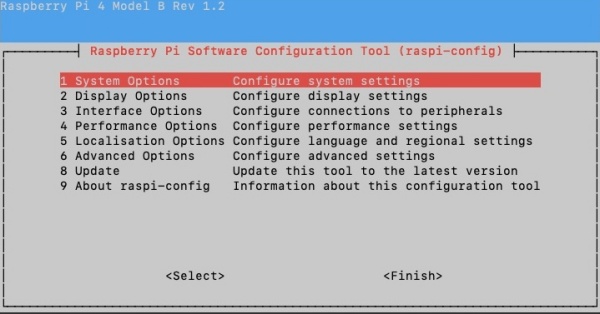 Raspberry Pi 4 Model B Rev 1.2
Raspberry Pi Software Configuration Tool (raspi-config)
1 System Options Configure system settings
2 Display Options Configure display settings
3 Interface Options Configure connections to peripherals
4 Performance Options Configure performance settings
5 Localisation Options Configure language and regional settings
6 Advanced Options Configure advanced settings
8 Update Update this tool to the latest version
9 About raspi-config Information about this configuration tool
<Select> <Finish>